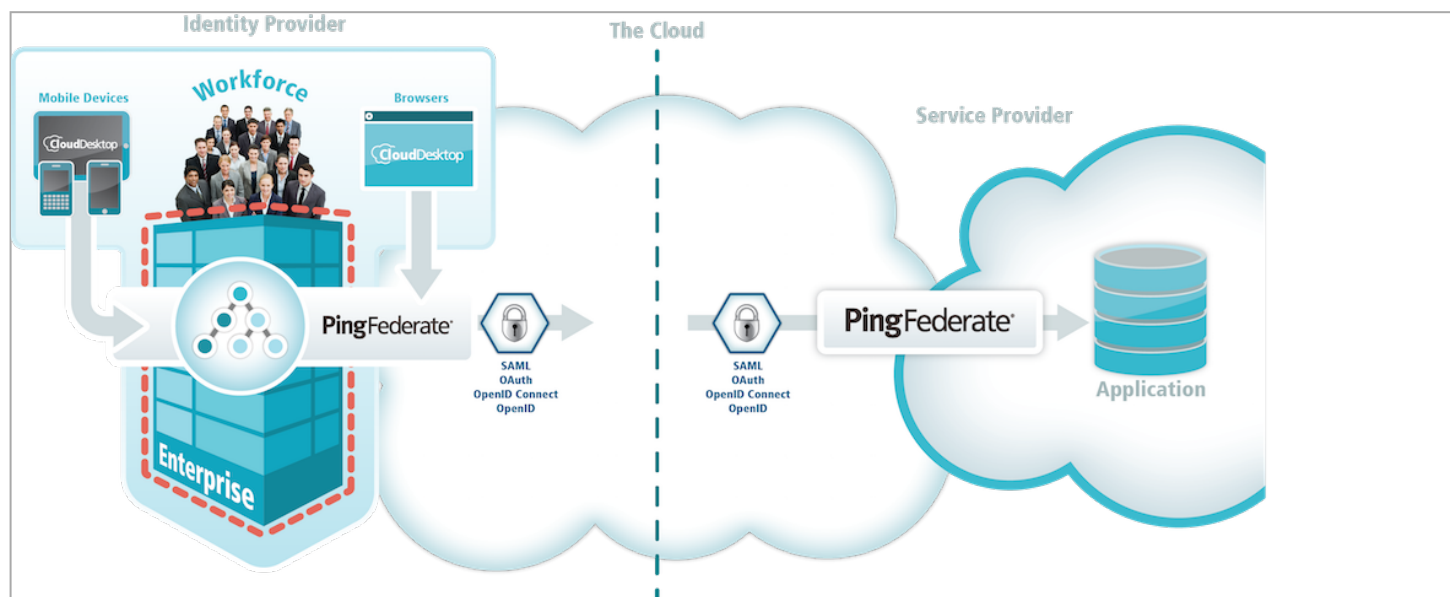 Identity Provider
The Cloud
Workforce
Mobile Devices
Browsers
CloudDesktop
CloudDesktop
Service Provider
PingFederate®
SAML
OAuth
OpenID Connect
OpenID
SAML
OAuth
OpenID Connect
OpenID
PingFederate®
Application
Enterprise